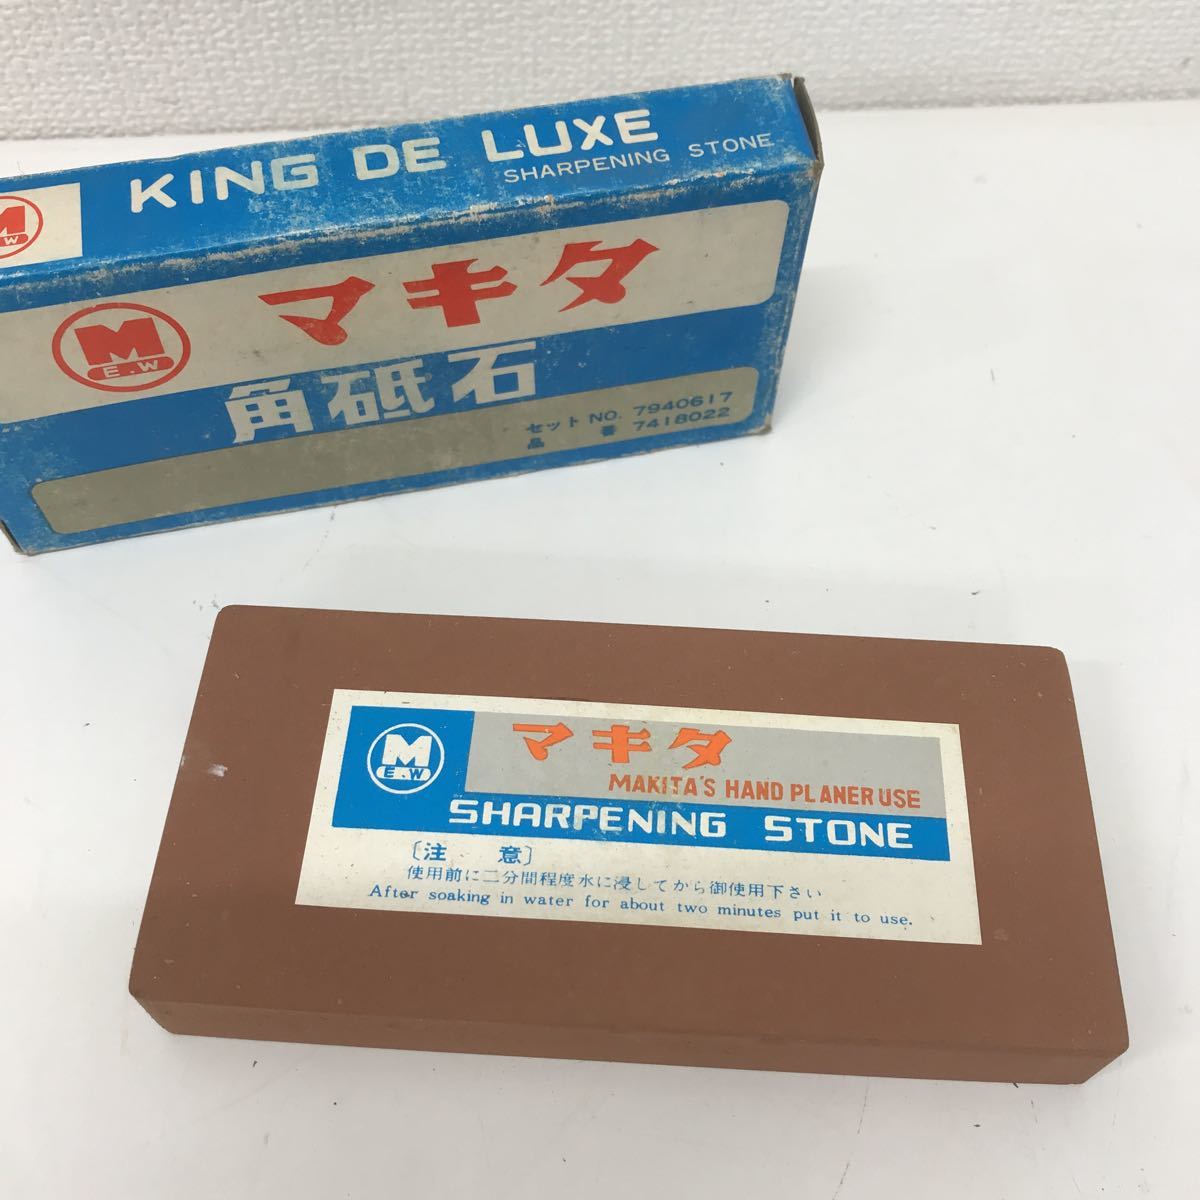 M
E.W
KING DE LUXE
SHARPENING STONE
M
E.W
マキタ
角砥石
セットNO. 7940617
品 番 7418022
M
E.W
マキタ
MAKITA'S HAND PLANER USE
SHARPENING STONE
〔注 意〕
使用前に二分間程度水に浸してから御使用下さい
After soaking in water for about two minutes put it to use.